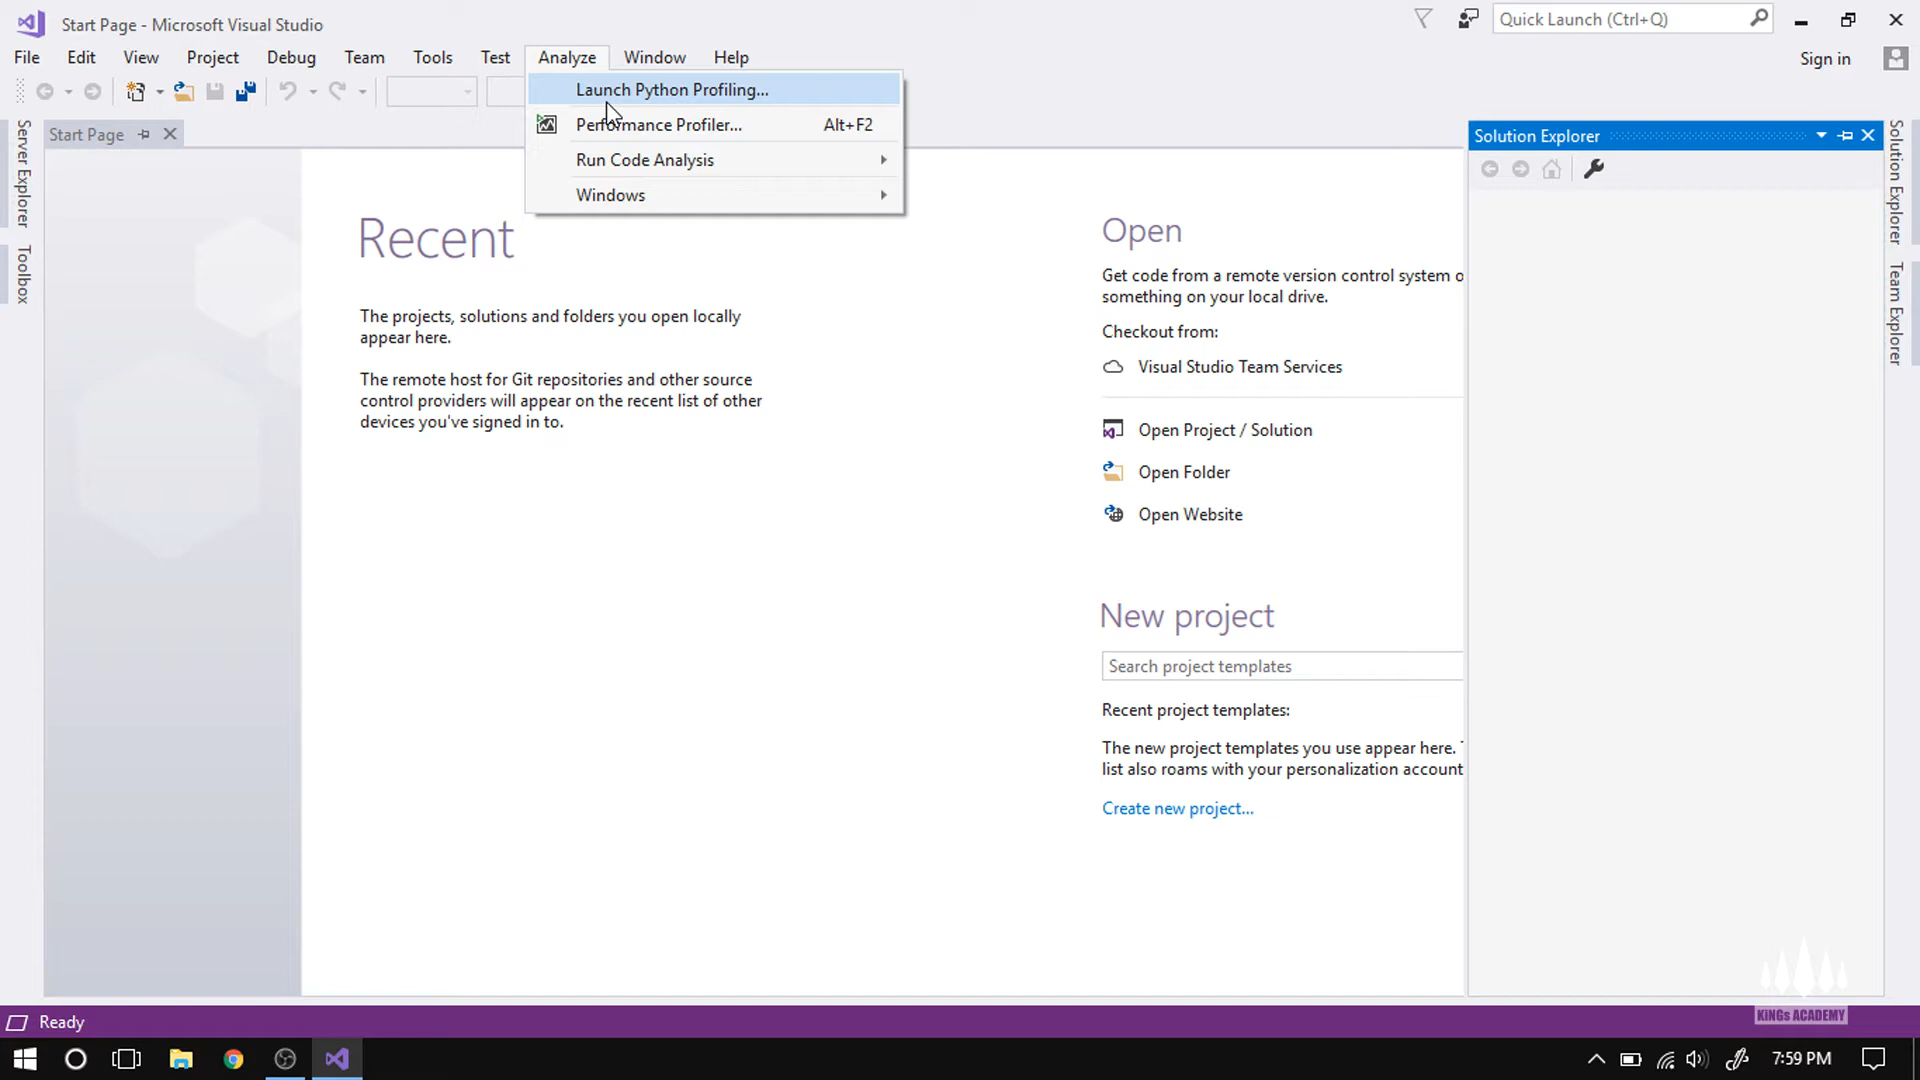 Start Page - Microsoft Visual Studio
Quick Launch (Ctrl+Q)
File Edit View Project Debug Team Tools Test Analyze Window Help
Sign in
Launch Python Profiling...
Performance Profiler... Alt+F2
Run Code Analysis
Windows
Server Explorer
Toolbox
Start Page
Recent
The projects, solutions and folders you open locally
appear here.
The remote host for Git repositories and other source
control providers will appear on the recent list of other
devices you've signed in to.
Open
Get code from a remote version control system o
something on your local drive.
Checkout from:
Visual Studio Team Services
Open Project / Solution
Open Folder
Open Website
New project
Search project templates
Recent project templates:
The new project templates you use appear here. T
list also roams with your personalization account
Create new project...
Solution Explorer
Solution Explorer
Team Explorer
KiNGs ACADEMY
Ready
7:59 PM